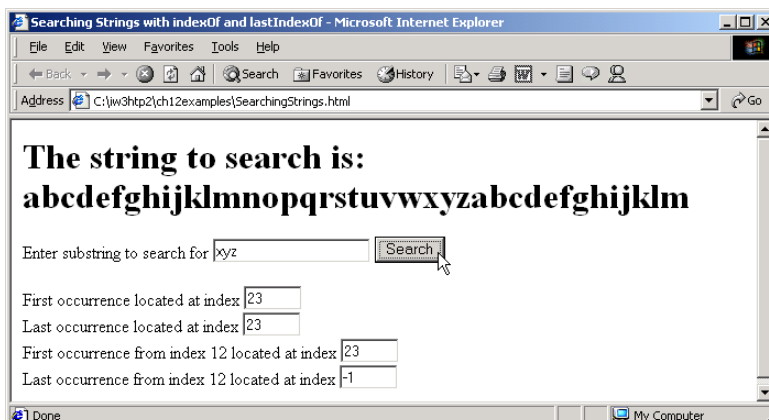 Searching Strings with indexOf and lastIndexOf - Microsoft Internet Explorer
File Edit View Favorites Tools Help
Back Search Favorites History
Address C:\iw3htp2\ch12examples\SearchingStrings.html Go
The string to search is:
abcdefghijklmnopqrstuvwxyzabcdefghijklm
Enter substring to search for xyz Search
First occurrence located at index 23
Last occurrence located at index 23
First occurrence from index 12 located at index 23
Last occurrence from index 12 located at index -1
Done My Computer